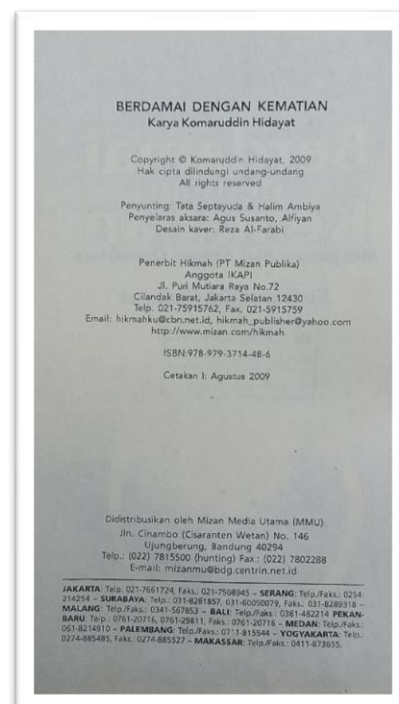 BERDAMAI DENGAN KEMATIAN
Karya Komaruddin Hidayat
Copyright © Komaruddin Hidayat, 2009
Hak cipta dilindungi undang-undang
All rights reserved
Penyunting: Tata Septayuda & Halim Ambiya
Penyelaras aksara: Agus Susanto, Alfiyan
Desain kaver: Reza Al-Farabi
Penerbit Hikmah (PT Mizan Publika)
Anggota IKAPI
Jl. Puri Mutiara Raya No.72
Cilandak Barat, Jakarta Selatan 12430
Telp. 021-75915762, Fax. 021-5915759
Email: hikmahku@cbn.net.id, hikmah_publisher@yahoo.com
http://www.mizan.com/hikmah
ISBN:978-979-3714-48-6
Cetakan I: Agustus 2009
Didistribusikan oleh Mizan Media Utama (MMU)
Jln. Cinambo (Cisaranten Wetan) No. 146
Ujungberung, Bandung 40294
Telp.: (022) 7815500 (hunting) Fax.: (022) 7802288
E-mail: mizanmu@bdg.centrin.net.id
JAKARTA: Telp. 021-7661724, Faks.: 021-7508945 – SERANG: Telp./Faks.: 0254-
214254 – SURABAYA: Telp.: 031-8281857, 031-60050079, Faks.: 031-8289318 –
MALANG: Telp./Faks.: 0341-567853 – BALI: Telp./Faks.: 0361-462214 PEKAN-
BARU: Telp.: 0761-20716, 0761-29811, Faks.: 0761-20716 – MEDAN: Telp./Faks.:
061-8214910 – PALEMBANG: Telp./Faks.: 0711-815544 – YOGYAKARTA: Telp.:
0274-885485, Faks.: 0274-885527 – MAKASSAR: Telp./Faks.: 0411-873655.